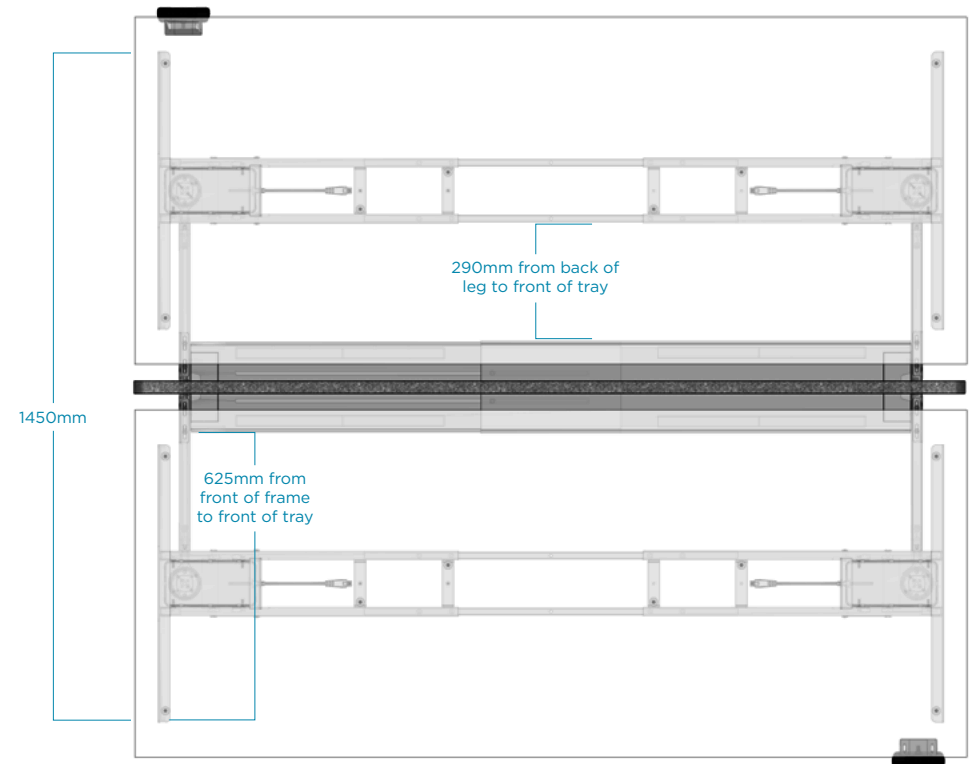 290mm from back of
leg to front of tray
1450mm
625mm from
front of frame
to front of tray